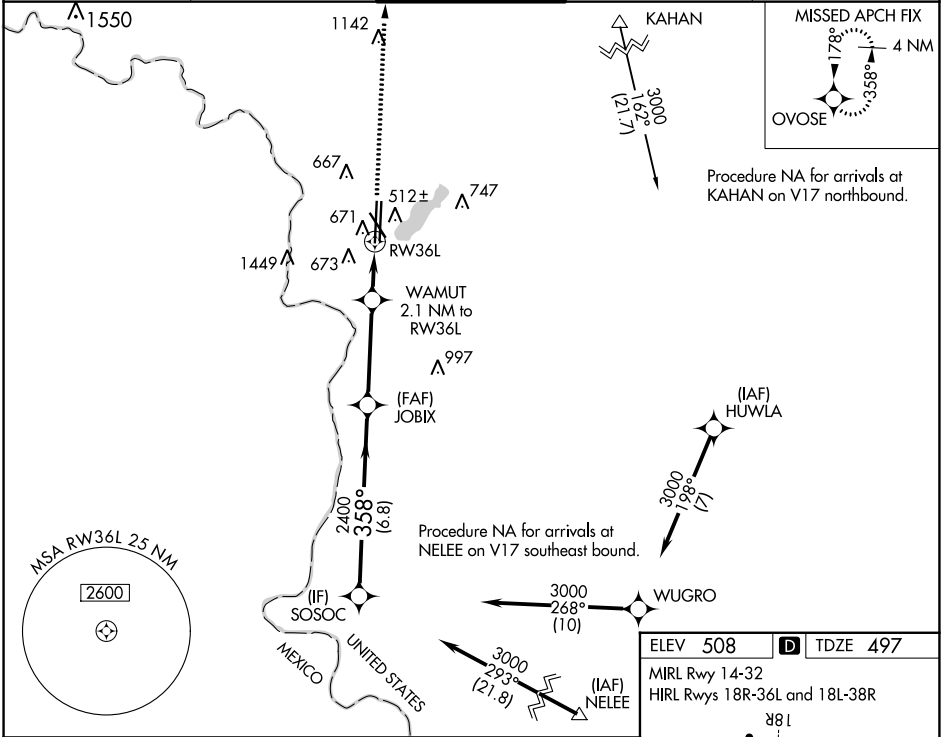 1550
1142
KAHAN
3000
162°
(21.7)
MISSED APCH FIX
4 NM
178°
358°
OVOSE
Procedure NA for arrivals at
KAHAN on V17 northbound.
667
512±
747
671
RW36L
1449
673
WAMUT
2.1 NM to
RW36L
997
(FAF)
JOBIX
(IAF)
HUWLA
3000
198°
(7)
2400
358°
(6.8)
Procedure NA for arrivals at
NELEE on V17 southeast bound.
MSA RW36L 25 NM
2600
(IF)
SOSOC
3000
268°
(10)
WUGRO
MEXICO
UNITED STATES
3000
293°
(21.8)
(IAF)
NELEE
ELEV 508 D TDZE 497
MIRL Rwy 14-32
HIRL Rwys 18R-36L and 18L-38R
18R